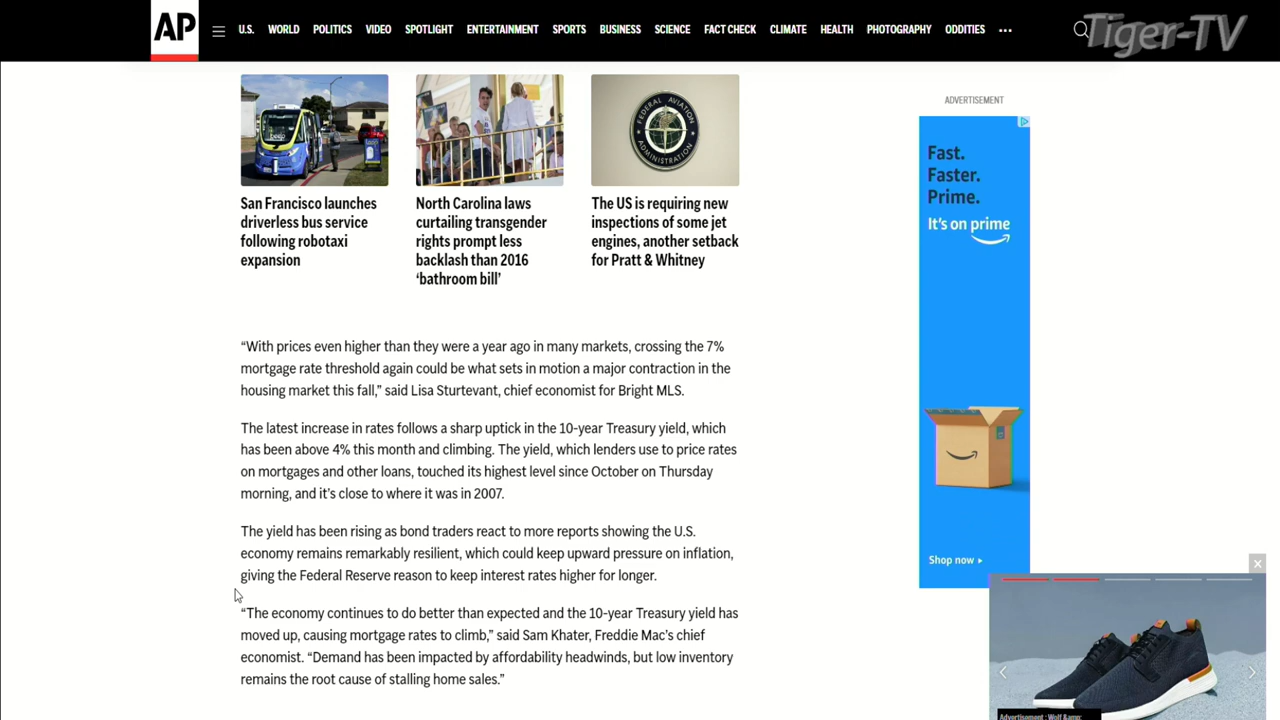 AP
U.S. WORLD POLITICS VIDEO SPOTLIGHT ENTERTAINMENT SPORTS BUSINESS SCIENCE FACT CHECK CLIMATE HEALTH PHOTOGRAPHY ODDITIES
Tiger-TV
FEDERAL AVIATION
ADMINISTRATION
San Francisco launches
driverless bus service
following robotaxi
expansion
North Carolina laws
curtailing transgender
rights prompt less
backlash than 2016
‘bathroom bill’
The US is requiring new
inspections of some jet
engines, another setback
for Pratt & Whitney
“With prices even higher than they were a year ago in many markets, crossing the 7%
mortgage rate threshold again could be what sets in motion a major contraction in the
housing market this fall,” said Lisa Sturtevant, chief economist for Bright MLS.
The latest increase in rates follows a sharp uptick in the 10-year Treasury yield, which
has been above 4% this month and climbing. The yield, which lenders use to price rates
on mortgages and other loans, touched its highest level since October on Thursday
morning, and it’s close to where it was in 2007.
The yield has been rising as bond traders react to more reports showing the U.S.
economy remains remarkably resilient, which could keep upward pressure on inflation,
giving the Federal Reserve reason to keep interest rates higher for longer.
“The economy continues to do better than expected and the 10-year Treasury yield has
moved up, causing mortgage rates to climb,” said Sam Khater, Freddie Mac’s chief
economist. “Demand has been impacted by affordability headwinds, but low inventory
remains the root cause of stalling home sales.”
ADVERTISEMENT
Fast.
Faster.
Prime.
It’s on prime
Shop now
Advertisement : Wolf &amp;